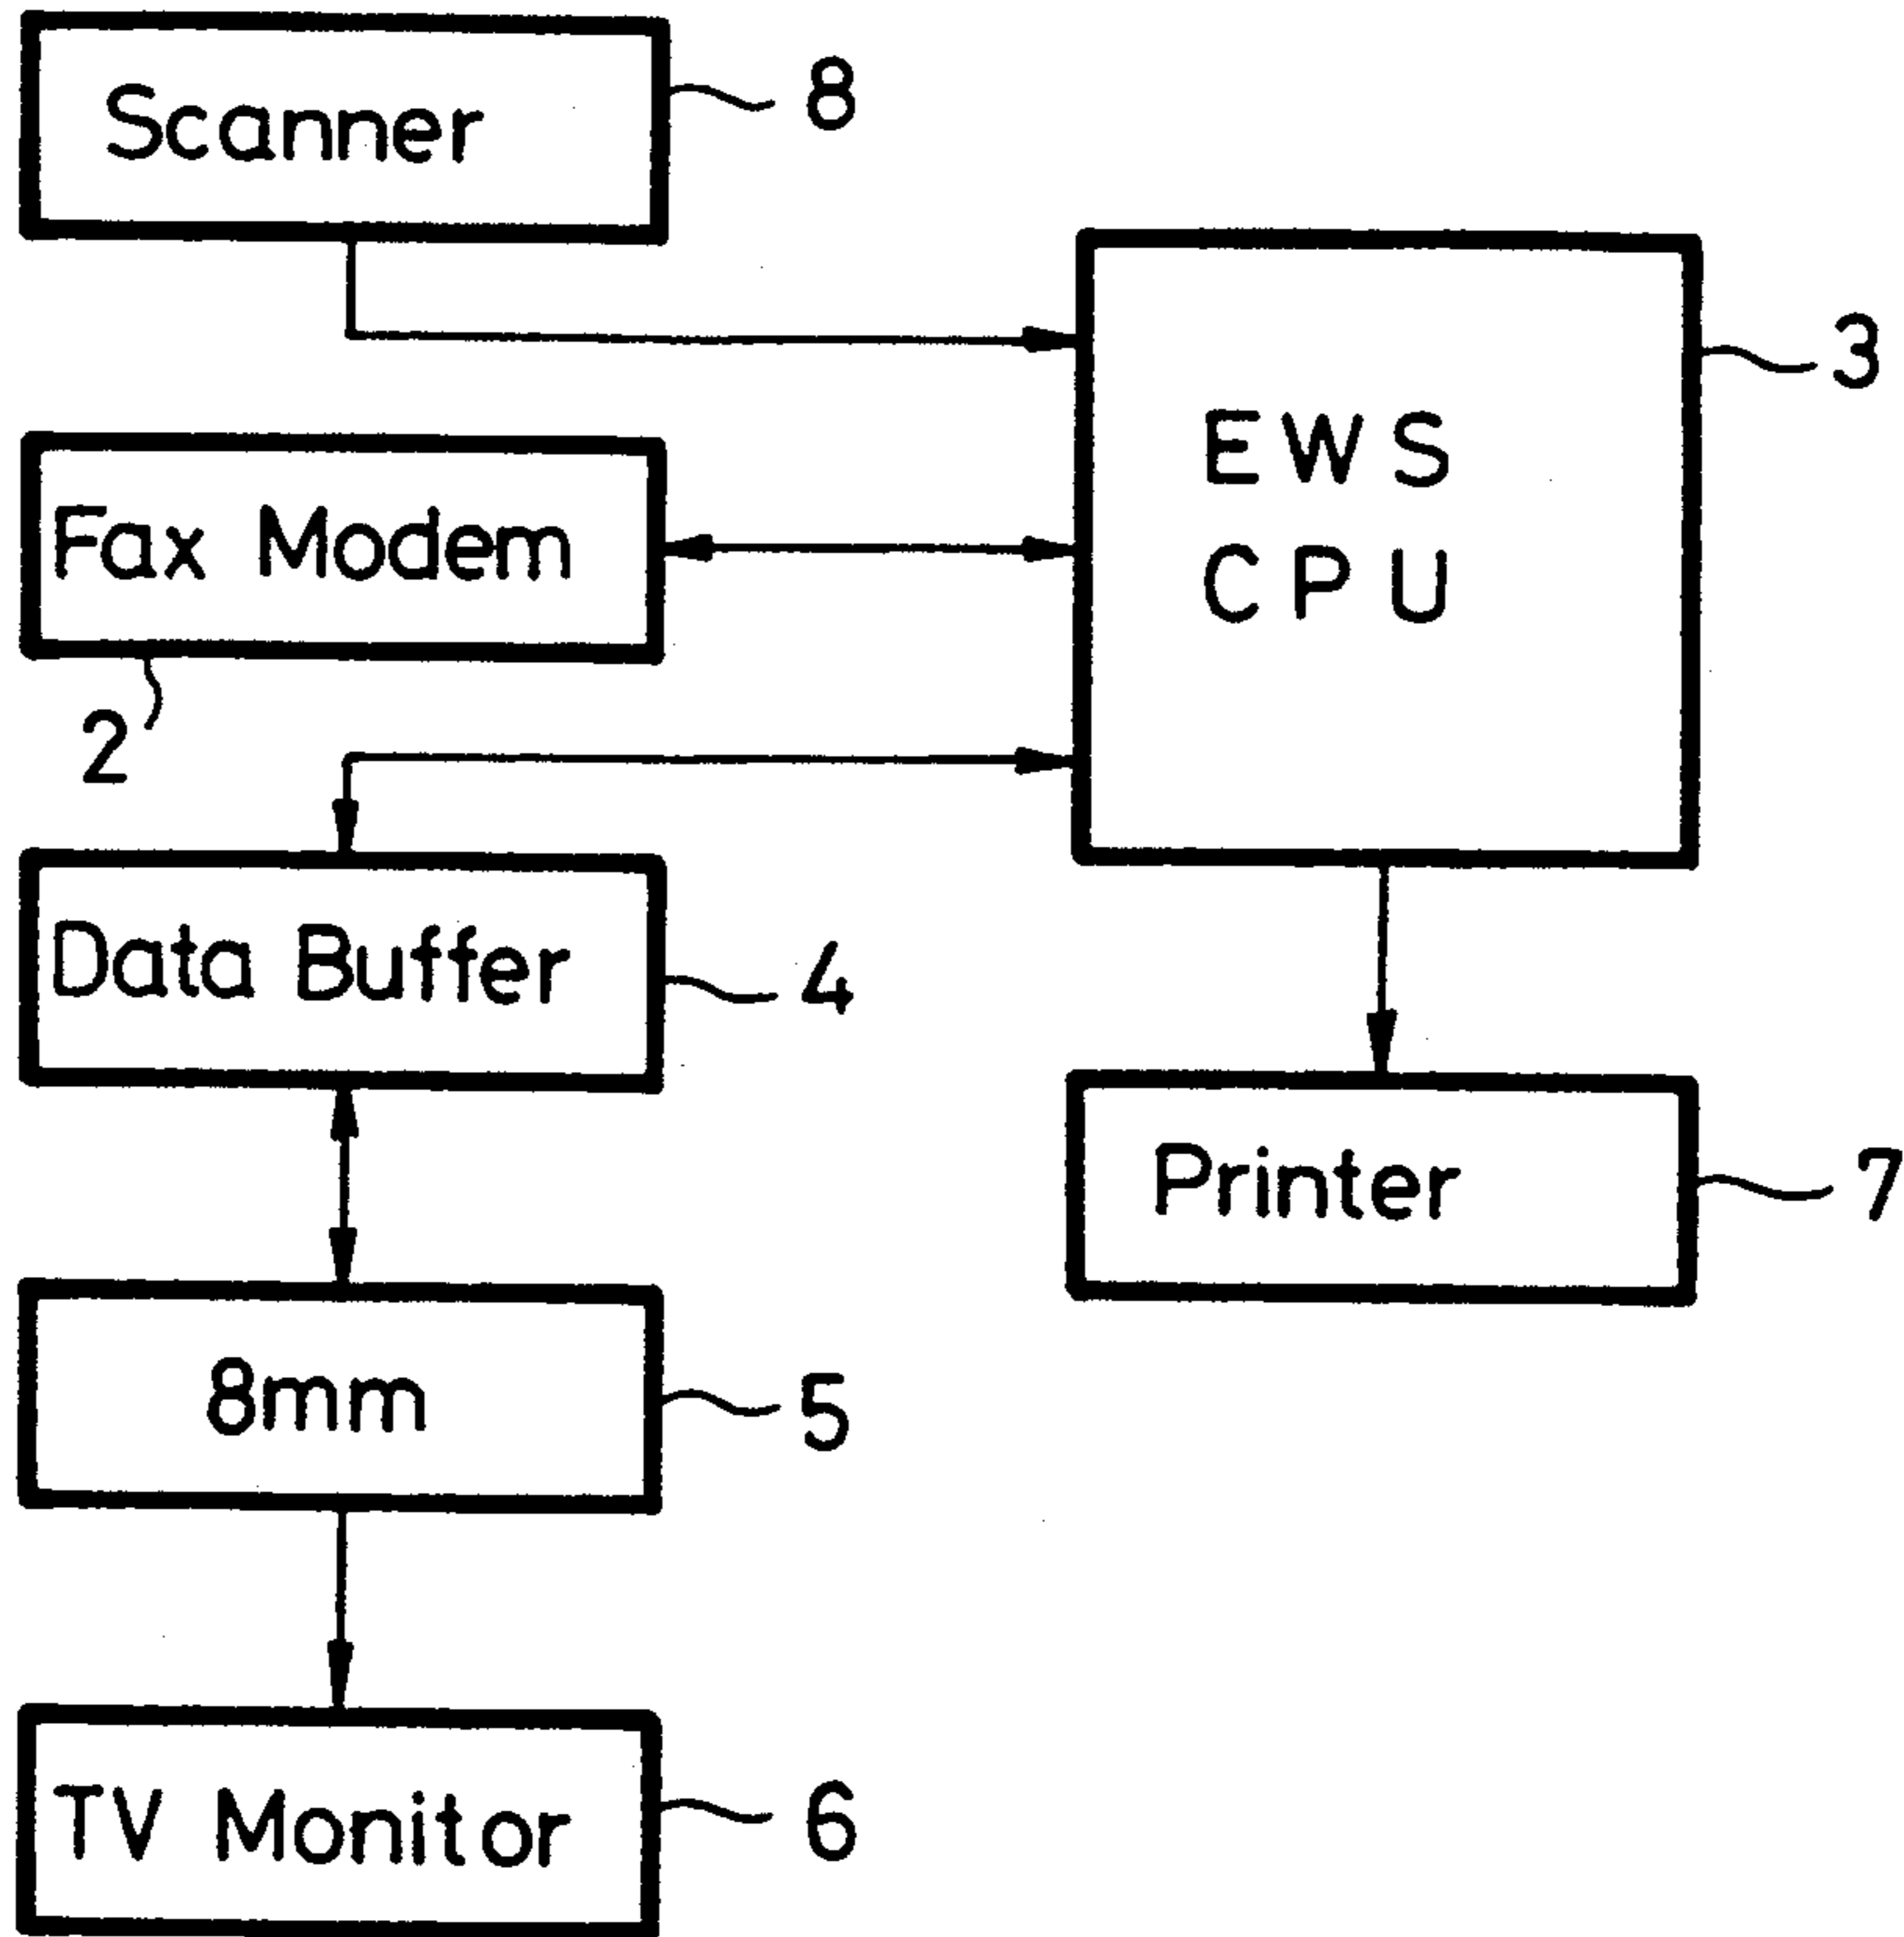 Scanner
8
EWS
CPU
3
Fax Modem
2
Data Buffer
4
Printer
7
8mm
5
TV Monitor
6